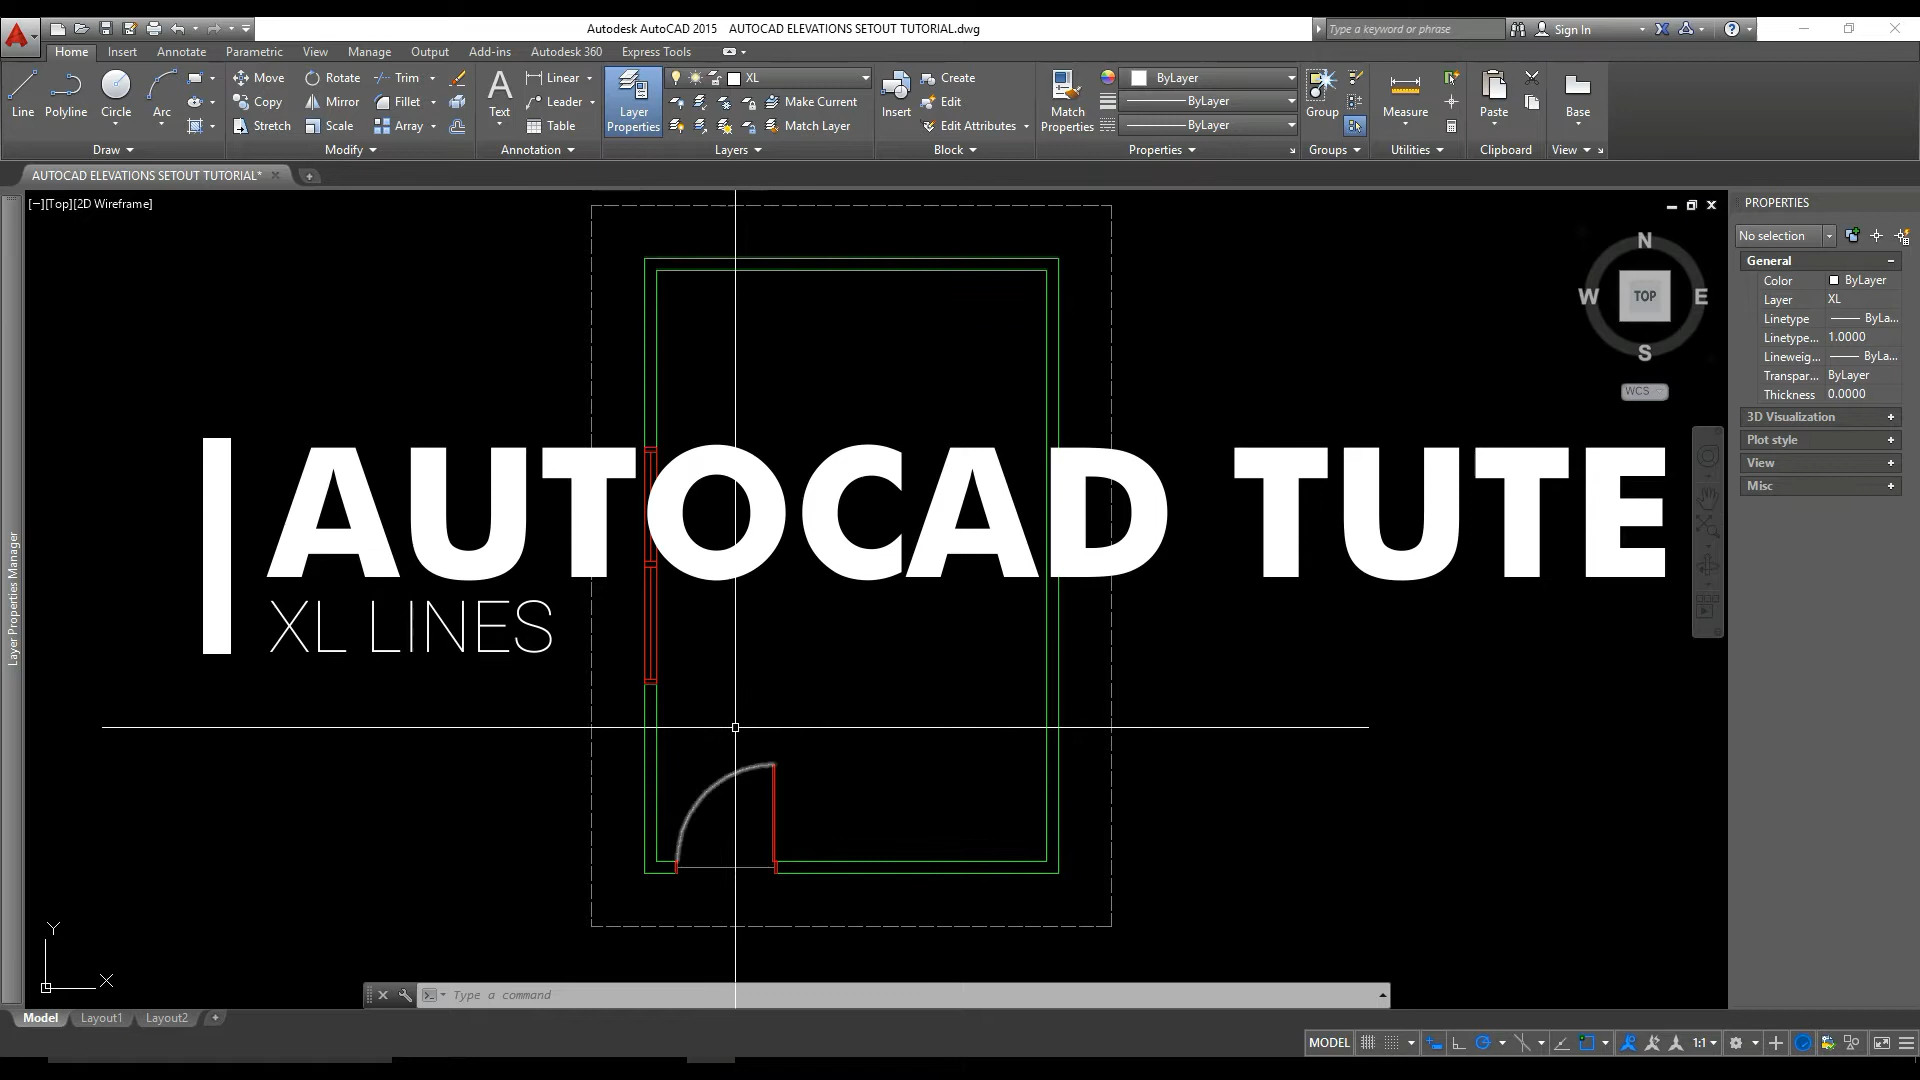 Autodesk AutoCAD 2015 AUTOCAD ELEVATIONS SETOUT TUTORIAL.dwg
Type a keyword or phrase
Sign In
Home Insert Annotate Parametric View Manage Output Add-ins Autodesk 360 Express Tools
Line Polyline Circle Arc
Move Rotate Trim
Copy Mirror Fillet
Stretch Scale Array
Text
Linear
Leader
Table
Layer Properties
XL
Make Current
Match Layer
Insert
Create
Edit
Edit Attributes
Match Properties
ByLayer
ByLayer
ByLayer
Group
Measure
Paste
Base
Draw Modify Annotation Layers Block Properties Groups Utilities Clipboard View
AUTOCAD ELEVATIONS SETOUT TUTORIAL*
[−][Top][2D Wireframe]
N
W TOP E
S
WCS
PROPERTIES
No selection
General
Color ByLayer
Layer XL
Linetype ByLa...
Linetype... 1.0000
Lineweig... ByLa...
Transpar... ByLayer
Thickness 0.0000
3D Visualization
Plot style
View
Misc
Layer Properties Manager
AUTOCAD TUTE
XL LINES
Y
X
Type a command
Model Layout1 Layout2
MODEL
1:1